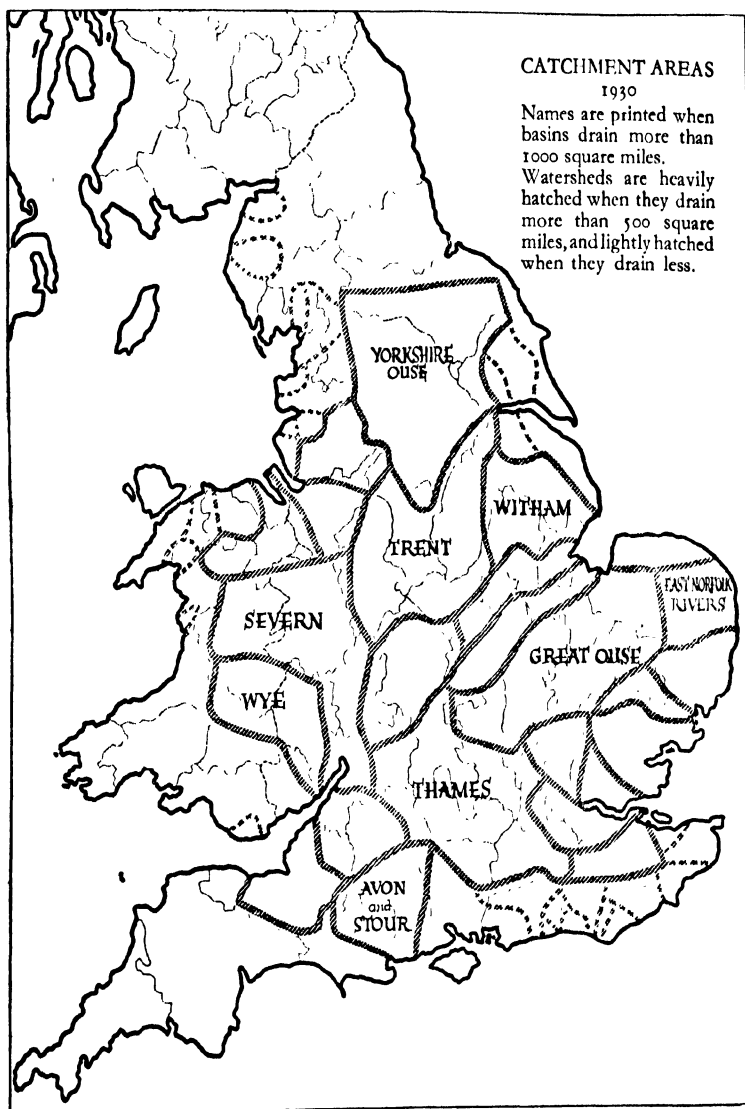 CATCHMENT AREAS
1930
Names are printed when
basins drain more than
1000 square miles.
Watersheds are heavily
hatched when they drain
more than 500 square
miles, and lightly hatched
when they drain less.
YORKSHIRE
OUSE
WITHAM
TRENT
EAST NORFOLK
RIVERS
SEVERN
GREAT OUSE
WYE
THAMES
AVON
and
STOUR